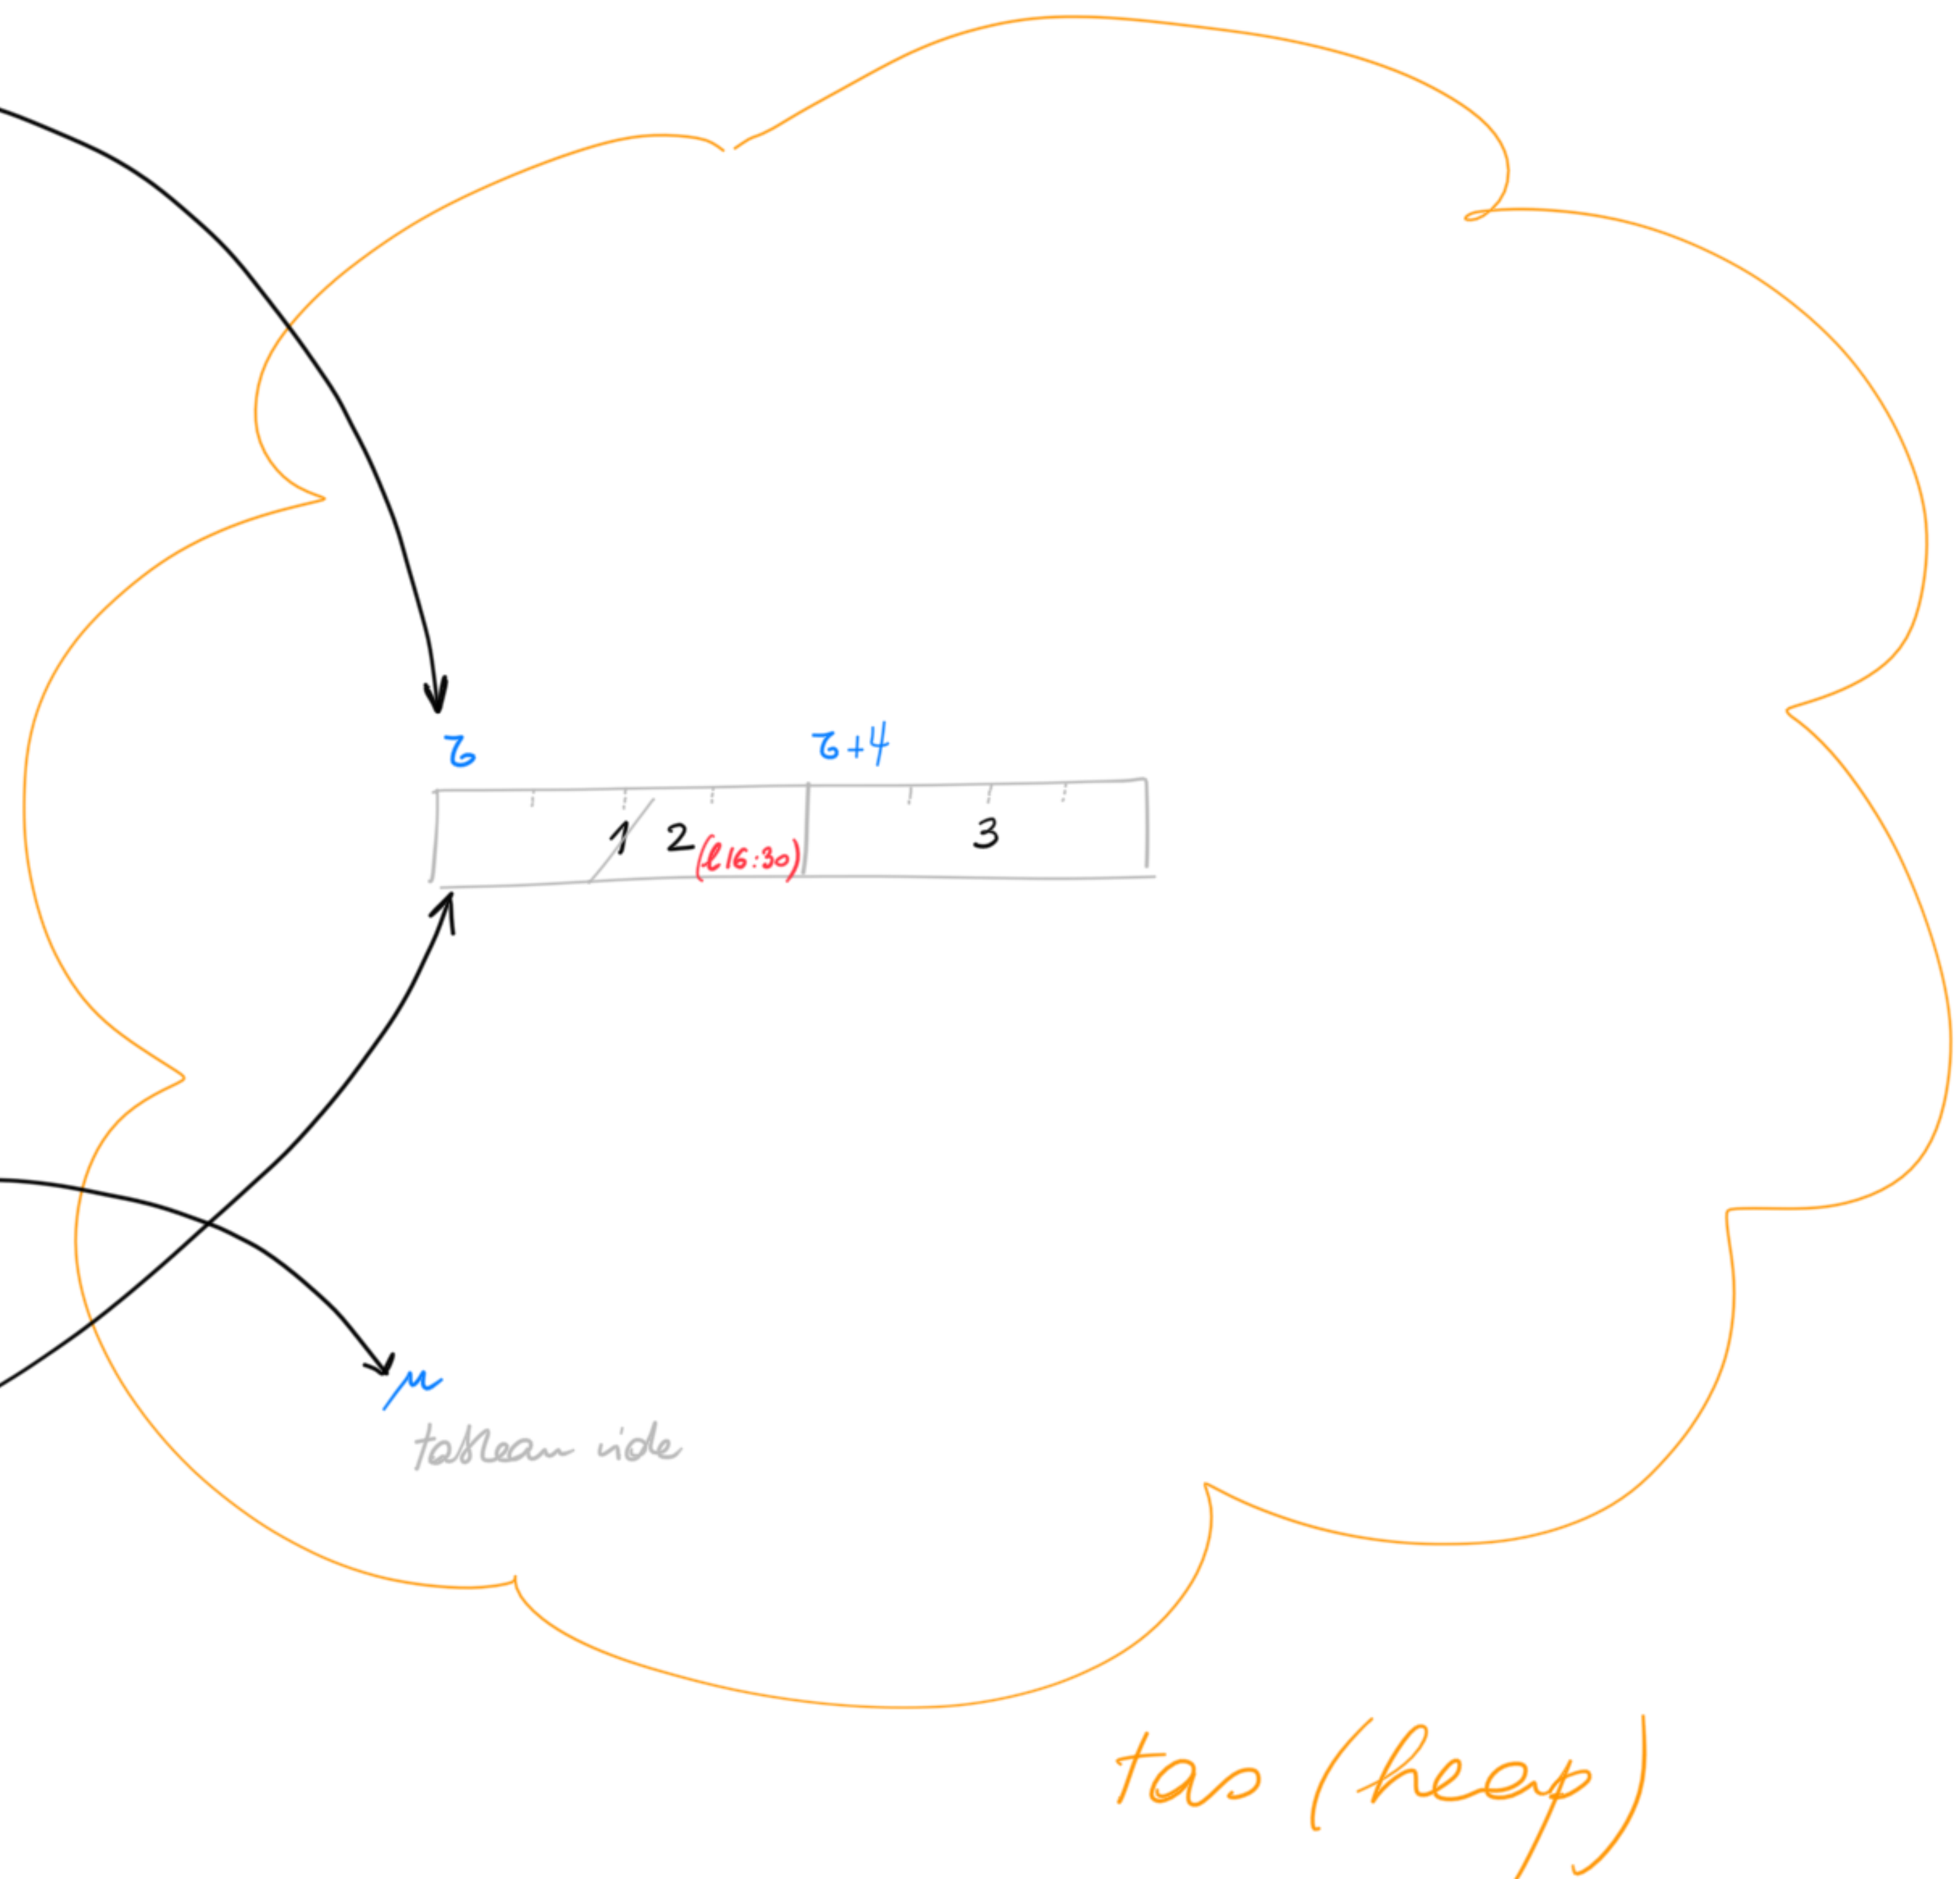 τ τ+4
1 2 (l16:30) 3
μ
tableau vide
tas (heap)